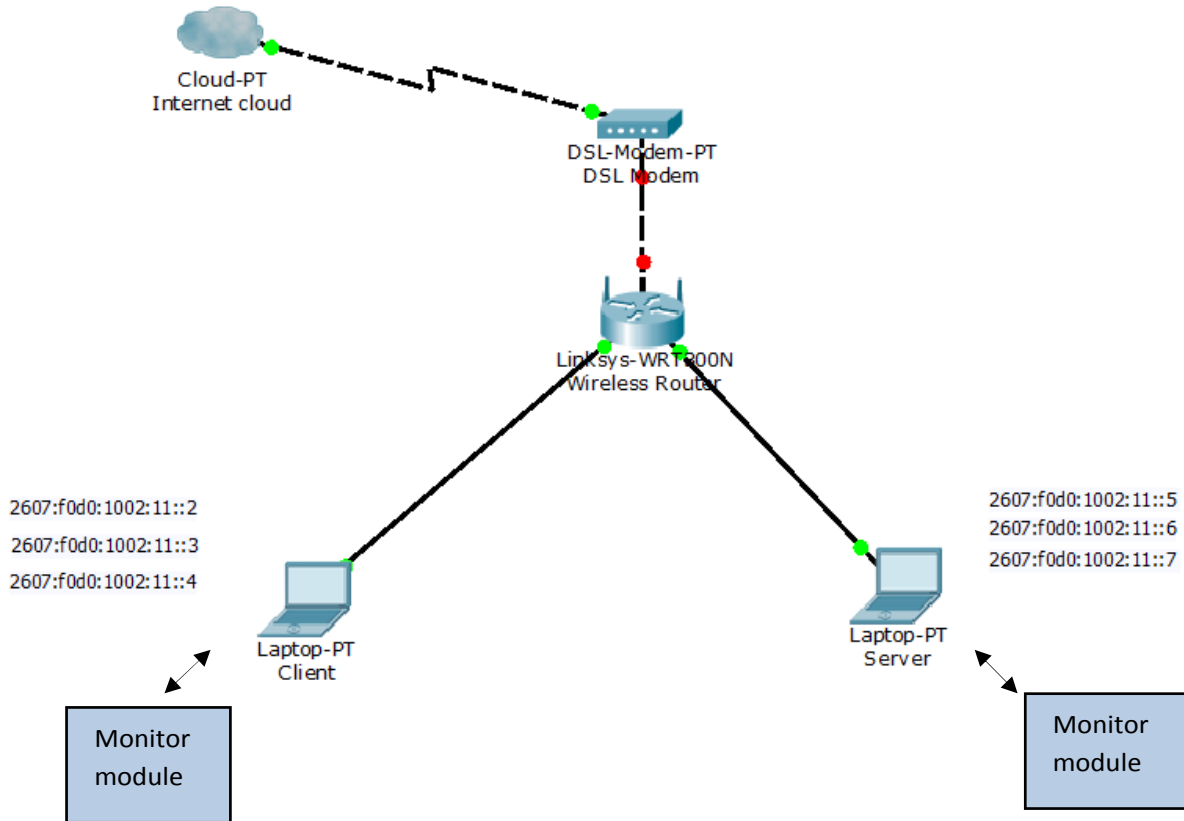 Cloud-PT
Internet cloud
DSL-Modem-PT
DSL Modem
Linksys-WRT300N
Wireless Router
2607:f0d0:1002:11::2
2607:f0d0:1002:11::3
2607:f0d0:1002:11::4
2607:f0d0:1002:11::5
2607:f0d0:1002:11::6
2607:f0d0:1002:11::7
Laptop-PT
Client
Laptop-PT
Server
Monitor
module
Monitor
module